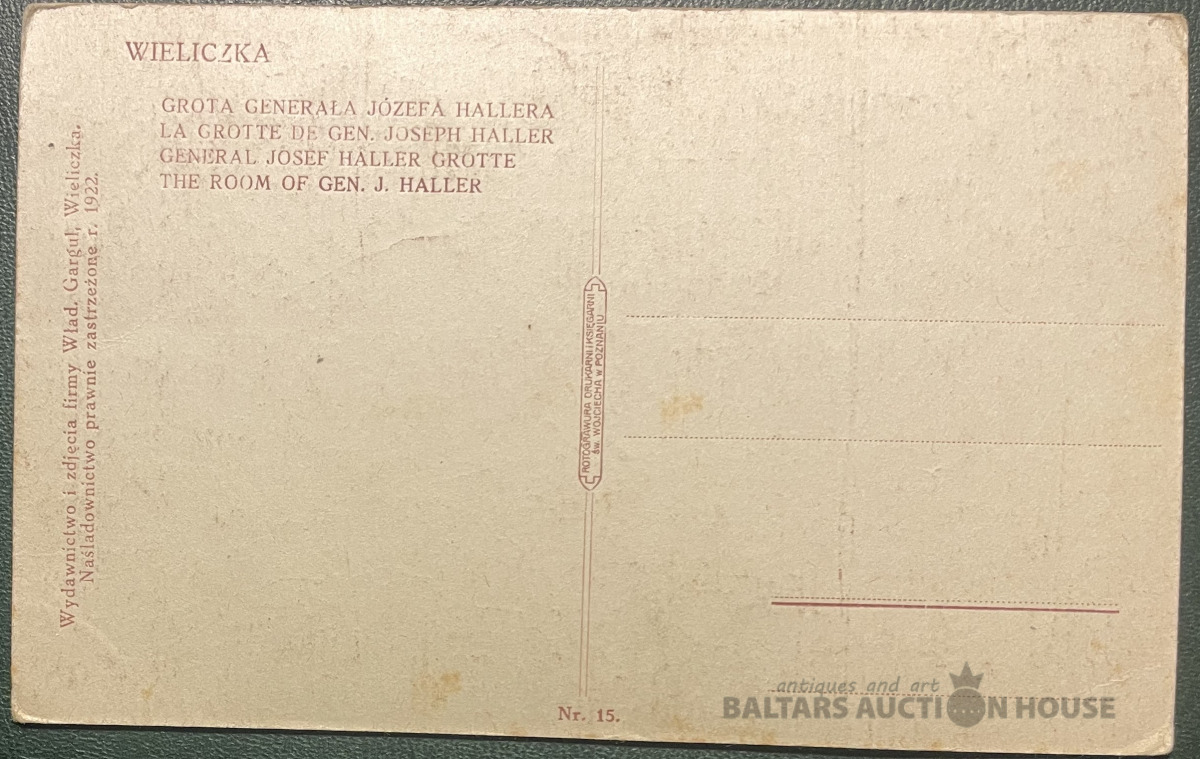 WIELICZKA
GROTA GENERAŁA JÓZEFA HALLERA
LA GROTTE DE GEN. JOSEPH HALLER
GENERAL JOSEF HALLER GROTTE
THE ROOM OF GEN. J. HALLER
Wydawnictwo i zdjęcia firmy Wład. Gargul, Wieliczka.
Naśladownictwo prawnie zastrzeżone r. 1922.
ROTOGRAWURA DRUKARNI I KSIĘGARNI
ŚW. WOJCIECHA W POZNANIU
Nr. 15.
antiques and art
BALTARS AUCTION HOUSE